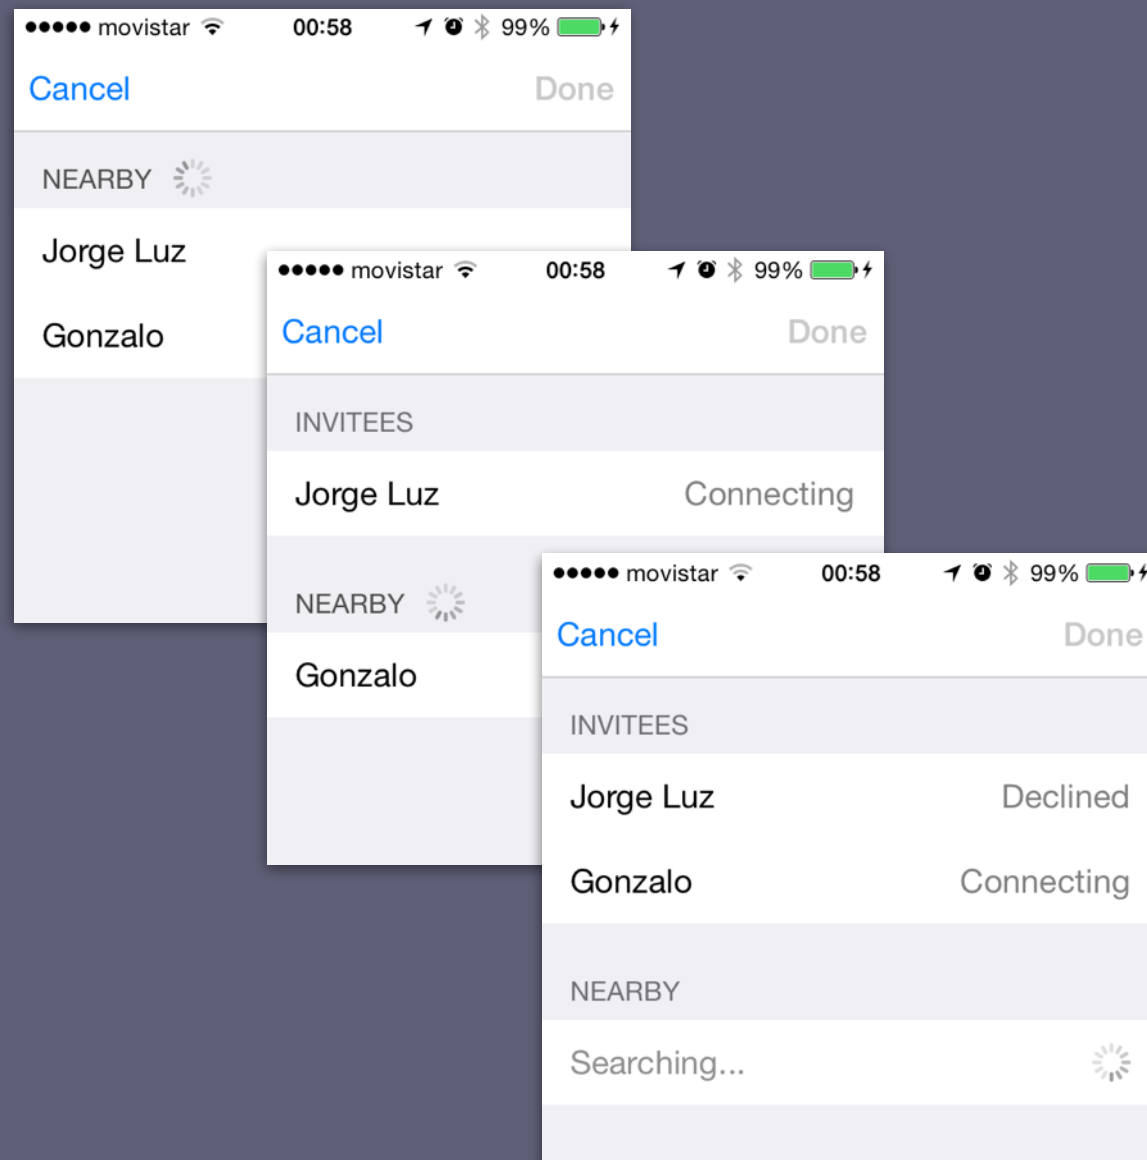 movistar 00:58 99%
Cancel Done
NEARBY
Jorge Luz
Gonzalo
movistar 00:58 99%
Cancel Done
INVITEES
Jorge Luz Connecting
NEARBY
Gonzalo
movistar 00:58 99%
Cancel Done
INVITEES
Jorge Luz Declined
Gonzalo Connecting
NEARBY
Searching...